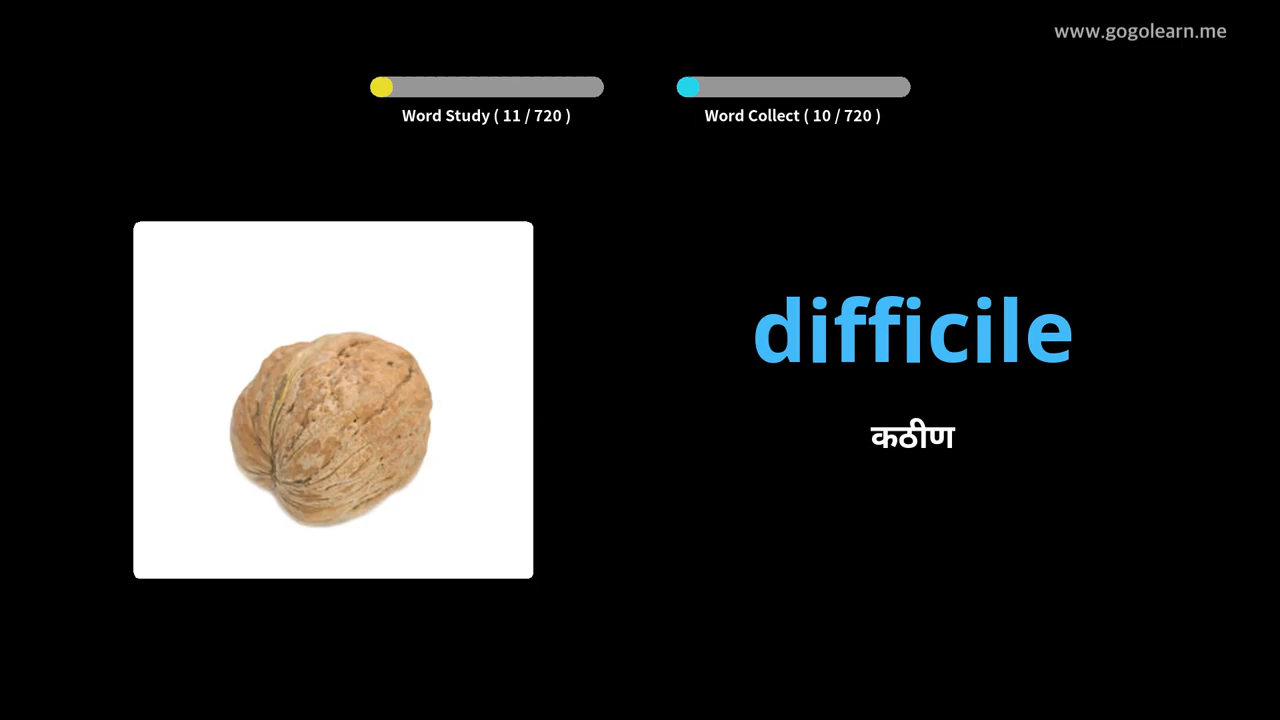 www.gogolearn.me
Word Study ( 11 / 720 )
Word Collect ( 10 / 720 )
difficile
कठीण